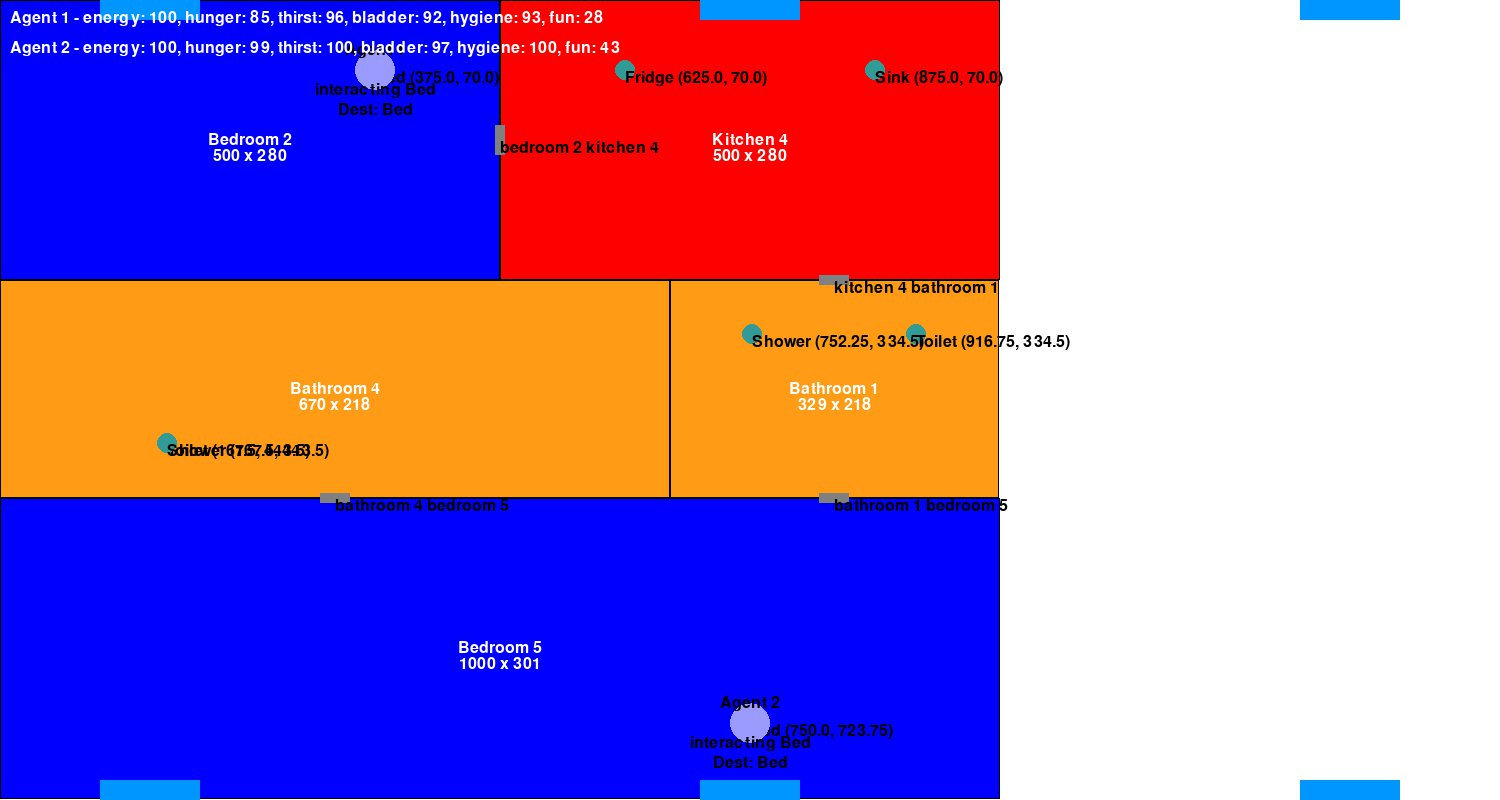 Agent 1 - energy: 100, hunger: 85, thirst: 96, bladder: 92, hygiene: 93, fun: 28
Agent 2 - energy: 100, hunger: 99, thirst: 100, bladder: 97, hygiene: 100, fun: 43
(375.0, 70.0)
interacting Bed
Dest: Bed
Fridge (625.0, 70.0)
Sink (875.0, 70.0)
Bedroom 2
500 x 280
Kitchen 4
500 x 280
bedroom 2 kitchen 4
kitchen 4 bathroom 1
Shower (752.25, 334.5)
Toilet (916.75, 334.5)
Bathroom 4
670 x 218
Bathroom 1
329 x 218
bathroom 4 bedroom 5
bathroom 1 bedroom 5
Bedroom 5
1000 x 301
Agent 2
(750.0, 723.75)
interacting Bed
Dest: Bed